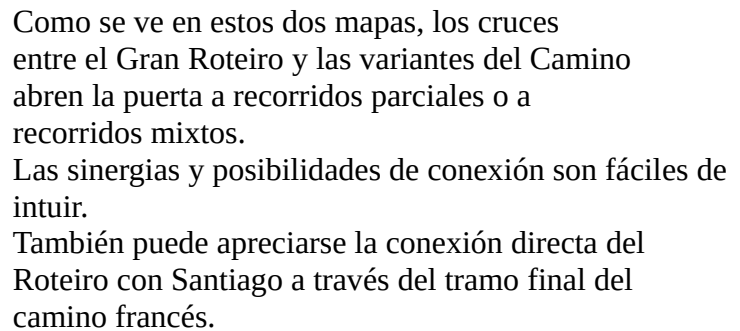 Como se ve en estos dos mapas, los cruces
entre el Gran Roteiro y las variantes del Camino
abren la puerta a recorridos parciales o a
recorridos mixtos.
Las sinergias y posibilidades de conexión son fáciles de
intuir.
También puede apreciarse la conexión directa del
Roteiro con Santiago a través del tramo final del
camino francés.